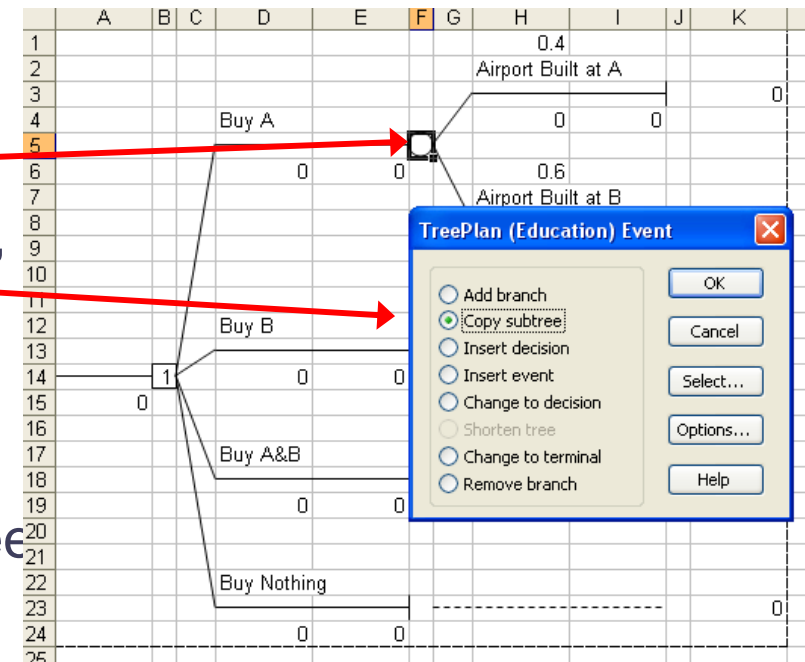 A B C D E F G H I J K
1 0.4
2 Airport Built at A
3 0
4 Buy A 0 0
5
6 0 0 0.6
7 Airport Built at B
8
9
10
11
12 Buy B
13
14 1 0 0
15 0
16
17 Buy A&B
18
19 0 0
20
21
22 Buy Nothing
23 0
24 0 0
25
TreePlan (Education) Event
Add branch
Copy subtree
Insert decision
Insert event
Change to decision
Shorten tree
Change to terminal
Remove branch
OK
Cancel
Select...
Options...
Help